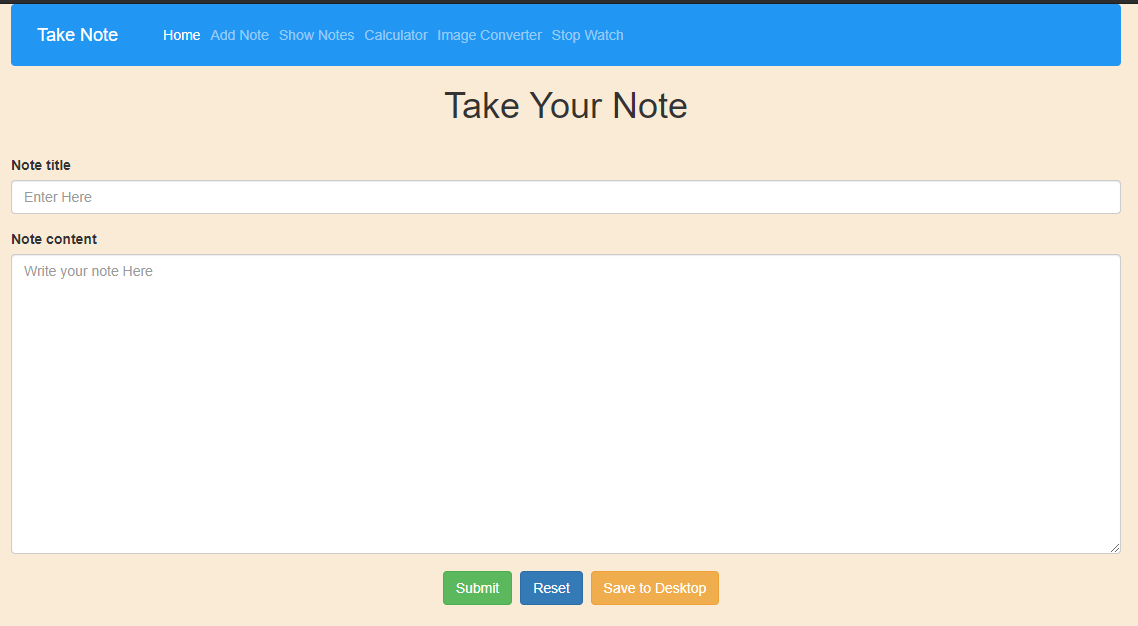 Take Note Home Add Note Show Notes Calculator Image Converter Stop Watch
Take Your Note
Note title
Enter Here
Note content
Write your note Here
Submit Reset Save to Desktop